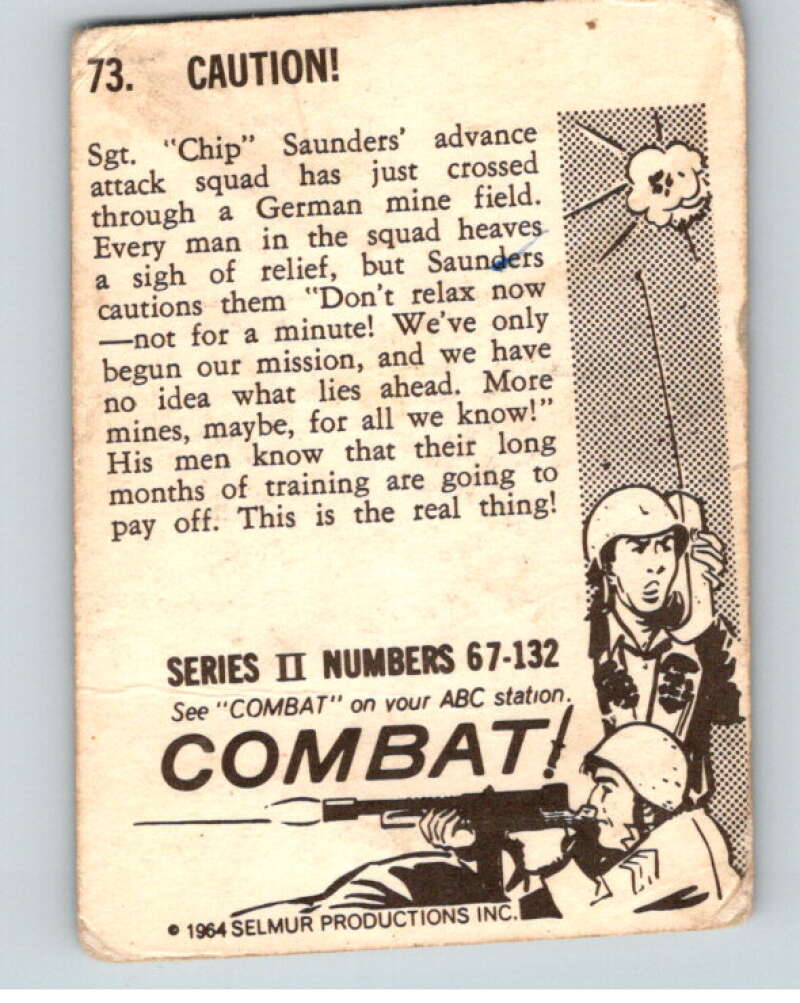 73. CAUTION!
Sgt. "Chip" Saunders' advance
attack squad has just crossed
through a German mine field.
Every man in the squad heaves
a sigh of relief, but Saunders
cautions them "Don't relax now
—not for a minute! We've only
begun our mission, and we have
no idea what lies ahead. More
mines, maybe, for all we know!"
His men know that their long
months of training are going to
pay off. This is the real thing!
SERIES II NUMBERS 67-132
See "COMBAT" on your ABC station.
COMBAT!
© 1964 SELMUR PRODUCTIONS INC.